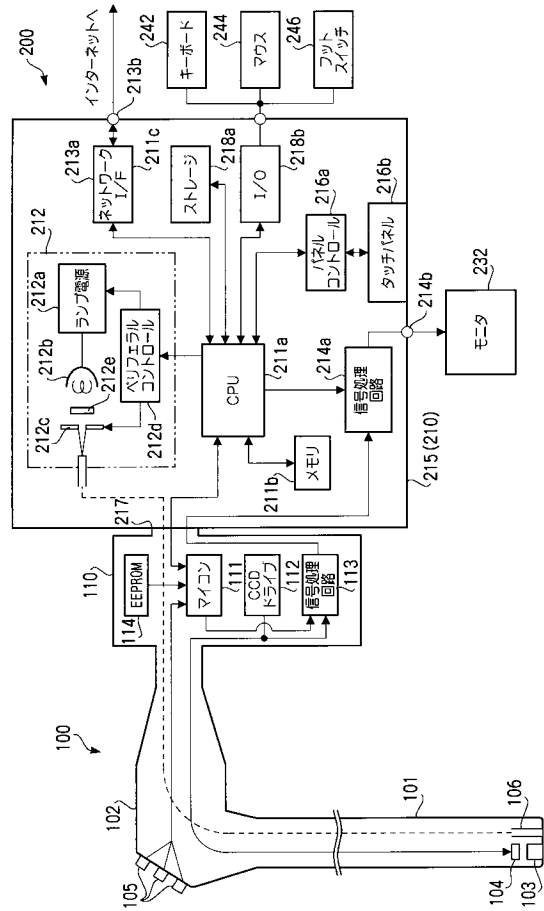 200
インターネットへ
242
キーボード
244
マウス
246
フット
スイッチ
213b
213a
ネットワーク
I/F
211c
218a
ストレージ
218b
I/O
216a
パネル
コントロール
216b
タッチパネル
212
212a
ランプ電源
212b
212e
212c
ペリフェラル
コントロール
212d
CPU
211a
メモリ
211b
214a
信号処理
回路
214b
232
モニタ
215(210)
217
110
EEPROM
114
マイコン
111
CCD
ドライブ
112
信号処理
回路
113
100
102
105
101
106
104
103